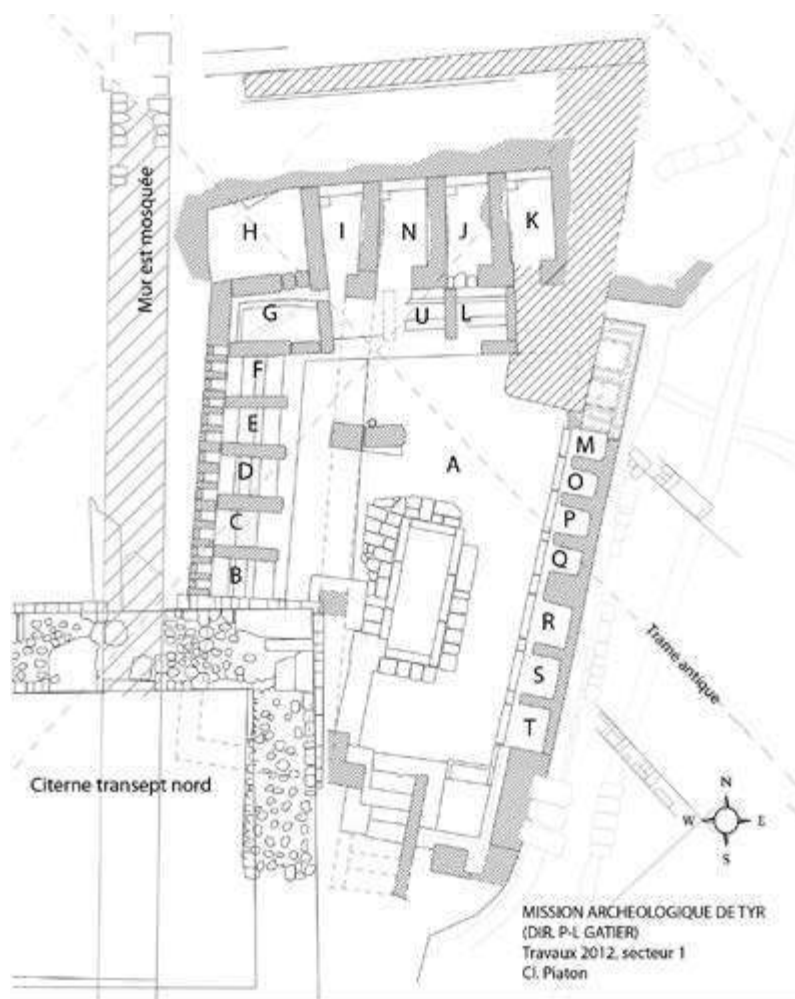 Mur est mosquée
H
I
N
J
K
G
U
L
F
E
D
C
B
A
M
O
P
Q
R
S
T
Trame antique
Citerne transept nord
N
W
E
S
MISSION ARCHEOLOGIQUE DE TYR
(DIR. P-L GATIER)
Travaux 2012, secteur 1
Cl. Piaton